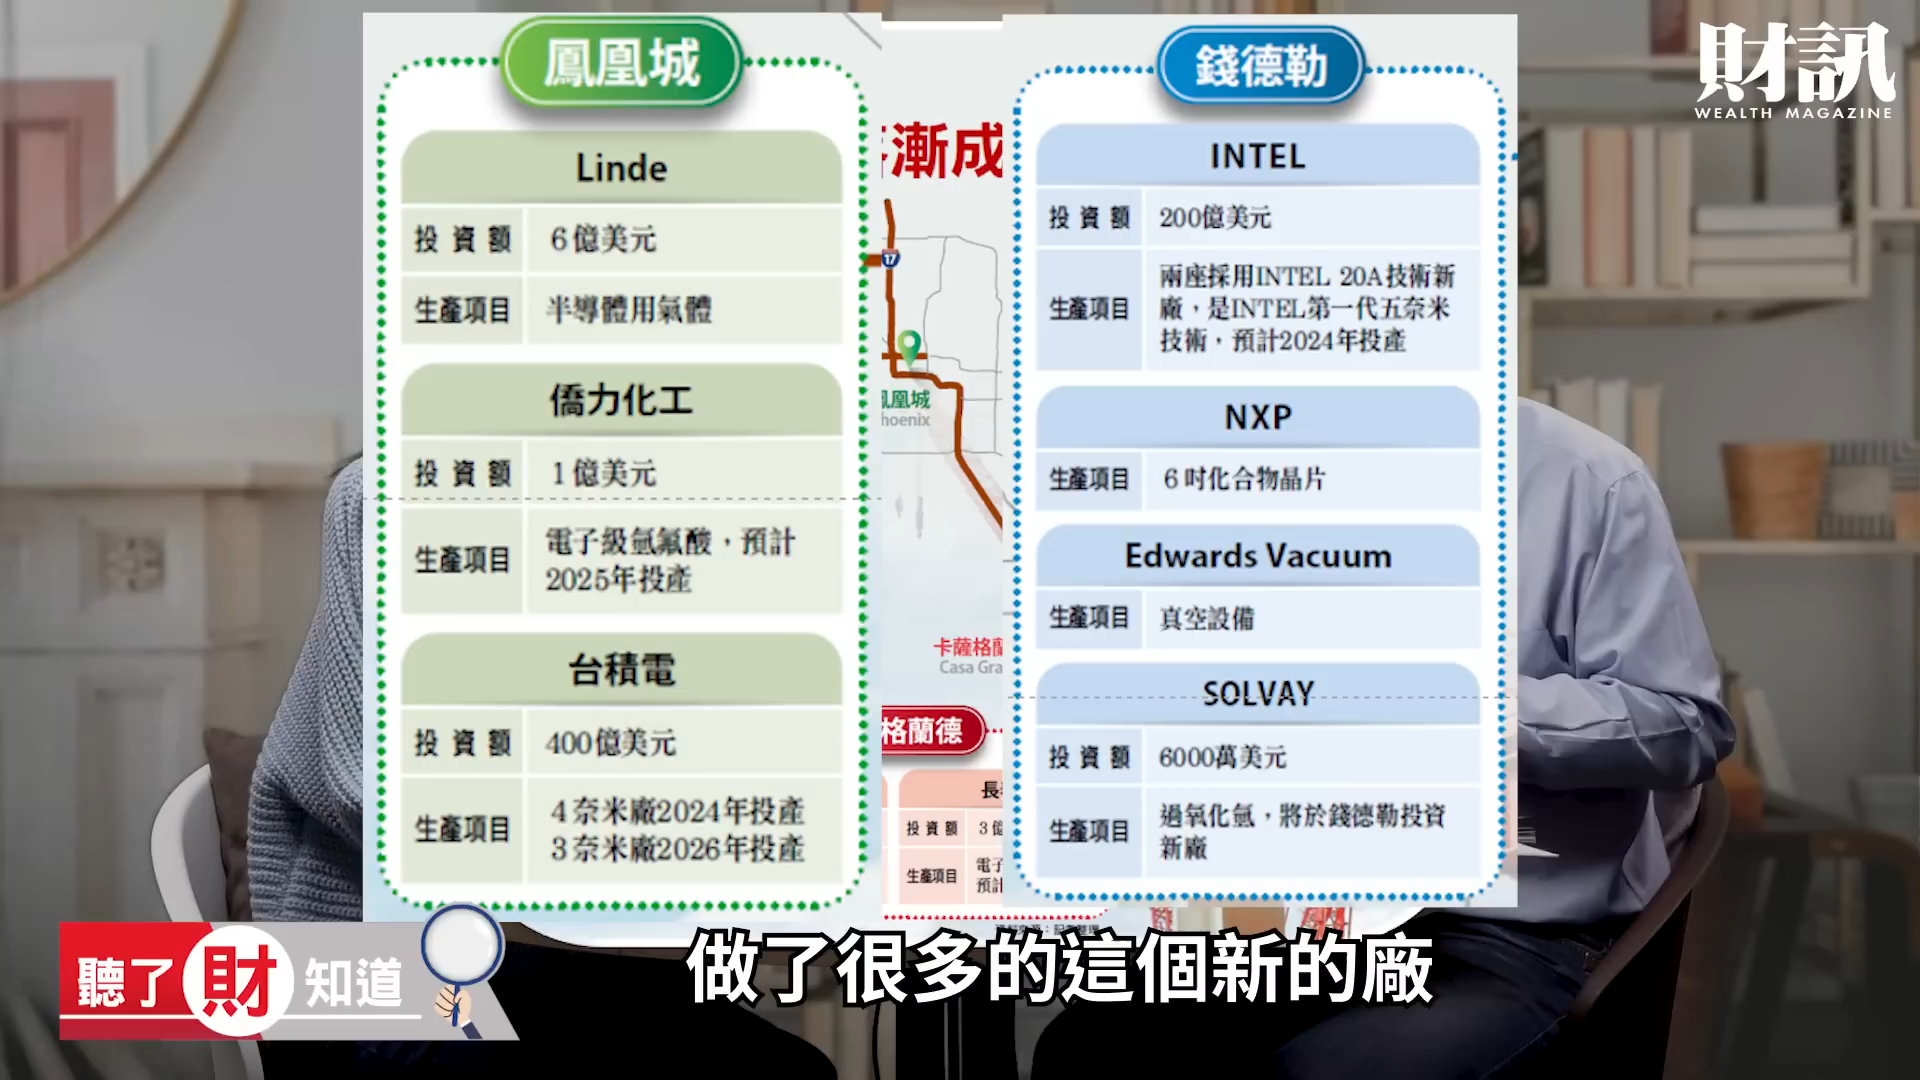 財訊
WEALTH MAGAZINE
鳳凰城
Linde
投資額 6億美元
生產項目 半導體用氣體
僑力化工
投資額 1億美元
生產項目 電子級氫氟酸，預計
2025年投產
台積電
投資額 400億美元
生產項目 4奈米廠2024年投產
3奈米廠2026年投產
漸成
17
凰城
hoenix
卡薩格
Casa Gra
格蘭德
長
投資額 3億
生產項目 電子
預計
錢德勒
INTEL
投資額 200億美元
生產項目 兩座採用INTEL 20A技術新
廠，是INTEL第一代五奈米
技術，預計2024年投產
NXP
生產項目 6吋化合物晶片
Edwards Vacuum
生產項目 真空設備
SOLVAY
投資額 6000萬美元
生產項目 過氧化氫，將於錢德勒投資
新廠
聽了財知道
做了很多的這個新的廠